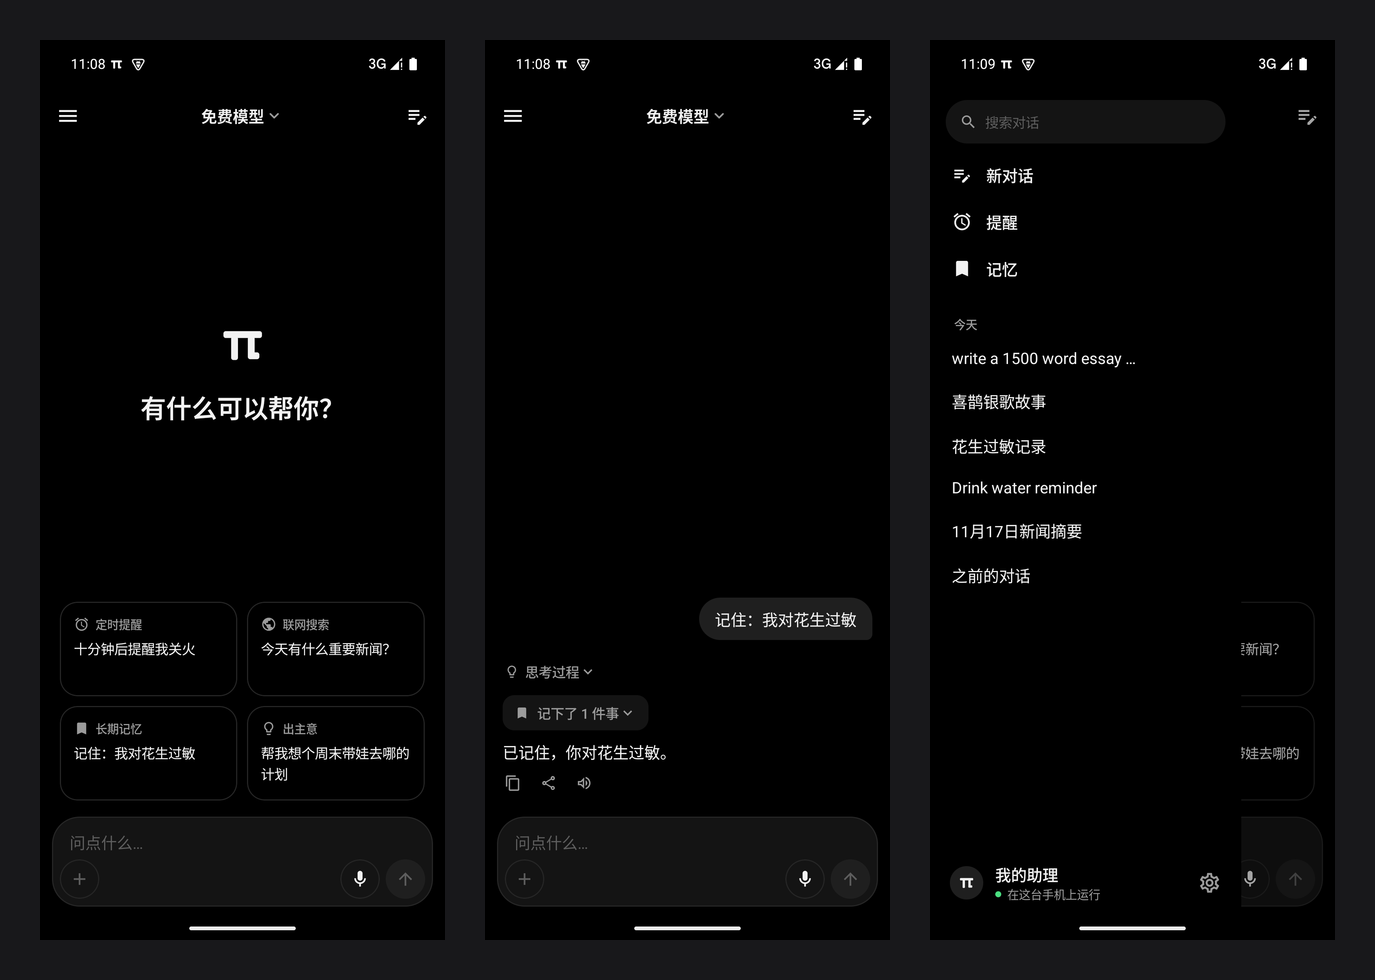 11:08
3G
免费模型
有什么可以帮你？
定时提醒
十分钟后提醒我关火
联网搜索
今天有什么重要新闻？
长期记忆
记住：我对花生过敏
出主意
帮我想个周末带娃去哪的
计划
问点什么...
11:08
3G
免费模型
记住：我对花生过敏
思考过程
记下了 1 件事
已记住，你对花生过敏。
问点什么...
11:09
3G
搜索对话
新对话
提醒
记忆
今天
write a 1500 word essay ...
喜鹊银歌故事
花生过敏记录
Drink water reminder
11月17日新闻摘要
之前的对话
要新闻？
带娃去哪的
我的助理
在这台手机上运行